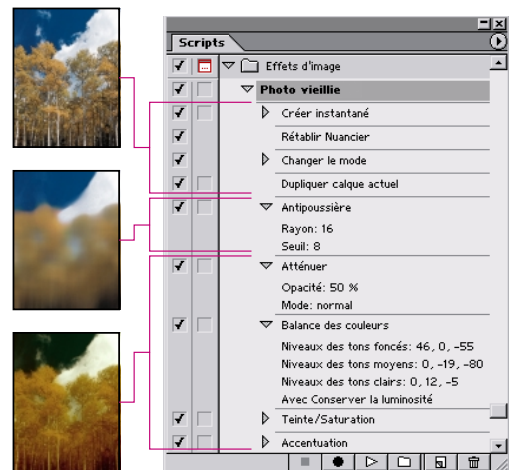 Scripts
Effets d'image
Photo vieillie
Créer instantané
Rétablir Nuancier
Changer le mode
Dupliquer calque actuel
Antipoussière
Rayon: 16
Seuil: 8
Atténuer
Opacité: 50 %
Mode: normal
Balance des couleurs
Niveaux des tons foncés: 46, 0, -55
Niveaux des tons moyens: 0, -19, -80
Niveaux des tons clairs: 0, 12, -5
Avec Conserver la luminosité
Teinte/Saturation
Accentuation